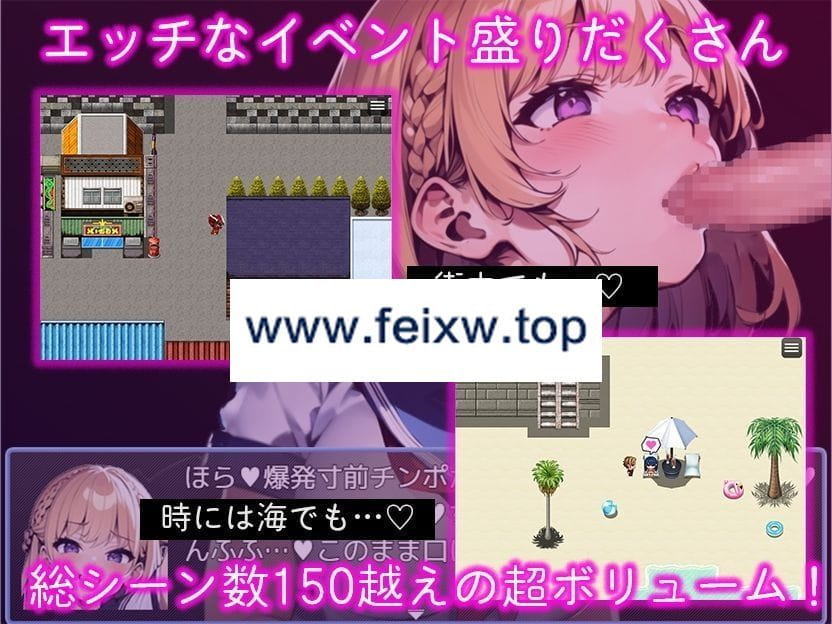 エッチなイベント盛りだくさん
www.feixw.top
ほら♥爆発寸前チンポ
時には海でも…♡
んふふ…♥このまま口
総シーン数150越えの超ボリューム！